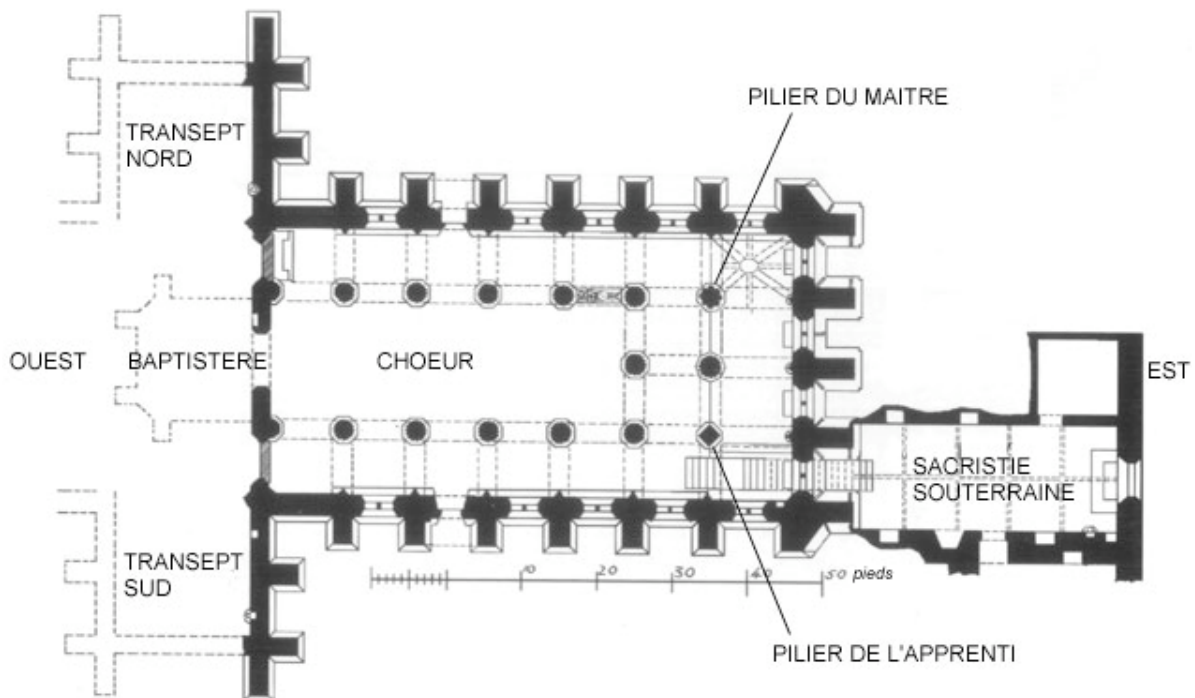 PILIER DU MAITRE
TRANSEPT
NORD
OUEST
BAPTISTERE
CHOEUR
EST
SACRISTIE
SOUTERRAINE
TRANSEPT
SUD
0 20 30 40 50 pieds
PILIER DE L'APPRENTI